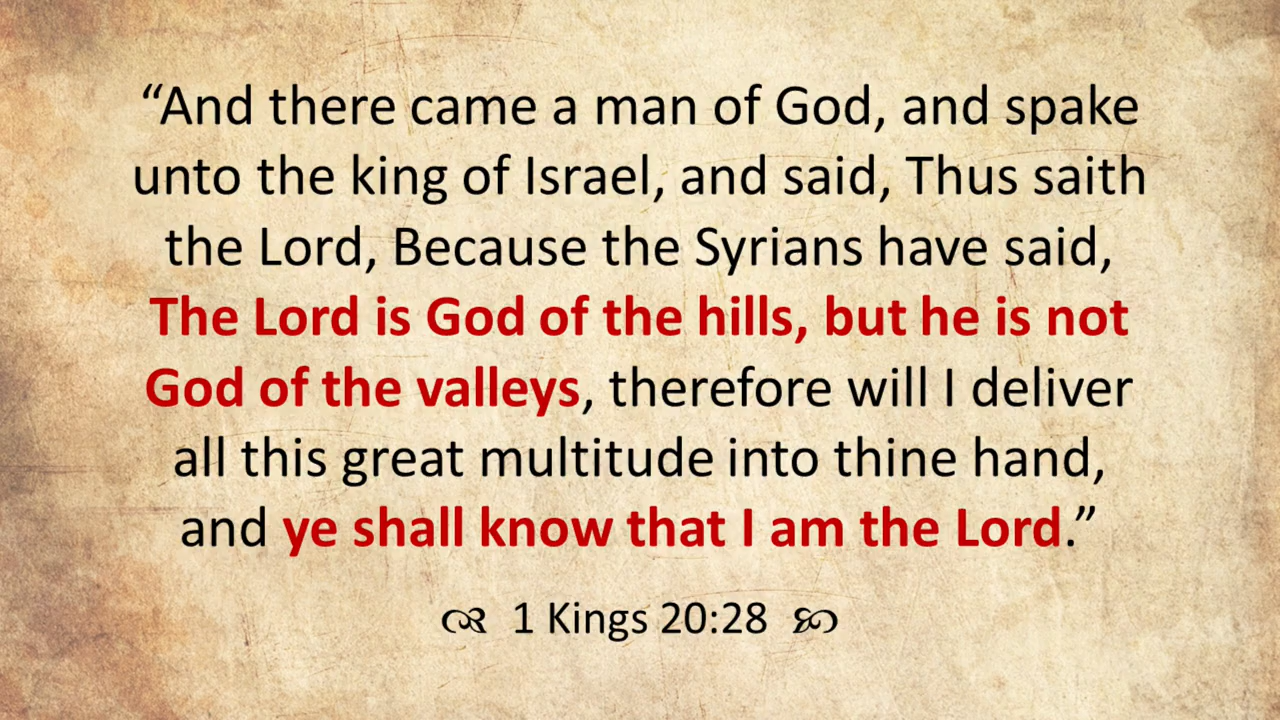 “And there came a man of God, and spake
unto the king of Israel, and said, Thus saith
the Lord, Because the Syrians have said,
The Lord is God of the hills, but he is not
God of the valleys, therefore will I deliver
all this great multitude into thine hand,
and ye shall know that I am the Lord.”
1 Kings 20:28